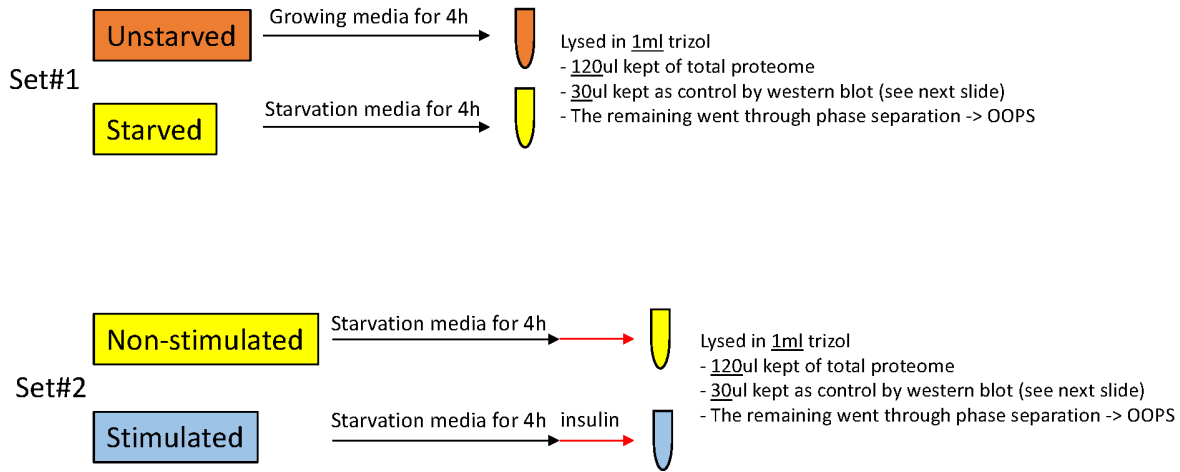 Set#1
Unstarved
Growing media for 4h
Starved
Starvation media for 4h
Lysed in 1ml trizol
- 120ul kept of total proteome
- 30ul kept as control by western blot (see next slide)
- The remaining went through phase separation -> OOPS
Set#2
Non-stimulated
Starvation media for 4h
Stimulated
Starvation media for 4h insulin
Lysed in 1ml trizol
- 120ul kept of total proteome
- 30ul kept as control by western blot (see next slide)
- The remaining went through phase separation -> OOPS